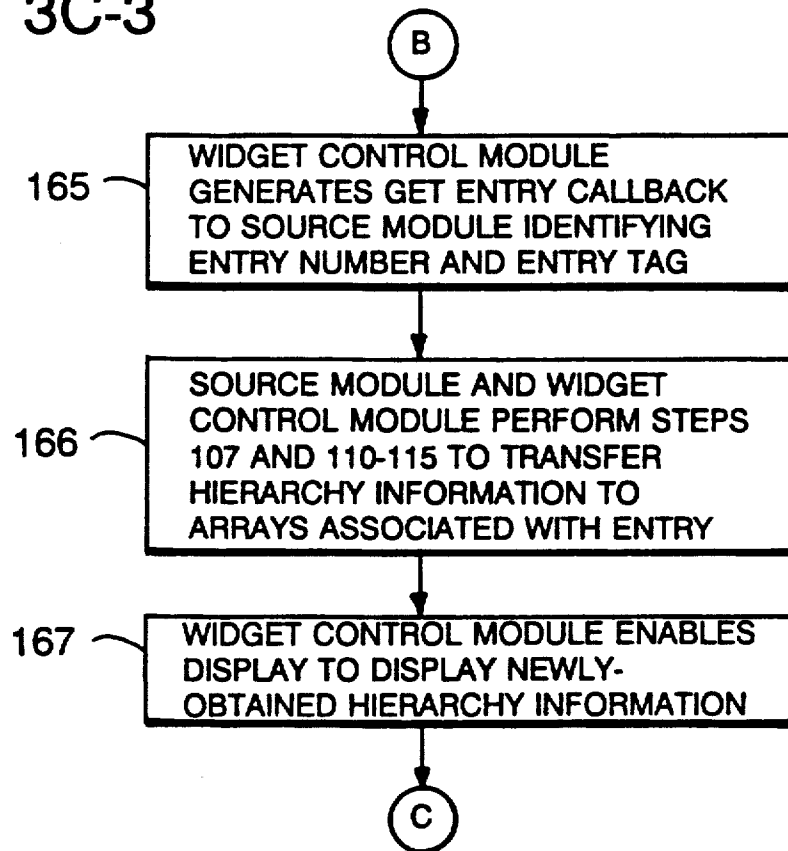 3C-3
B
165
WIDGET CONTROL MODULE
GENERATES GET ENTRY CALLBACK
TO SOURCE MODULE IDENTIFYING
ENTRY NUMBER AND ENTRY TAG
166
SOURCE MODULE AND WIDGET
CONTROL MODULE PERFORM STEPS
107 AND 110-115 TO TRANSFER
HIERARCHY INFORMATION TO
ARRAYS ASSOCIATED WITH ENTRY
167
WIDGET CONTROL MODULE ENABLES
DISPLAY TO DISPLAY NEWLY-
OBTAINED HIERARCHY INFORMATION
C